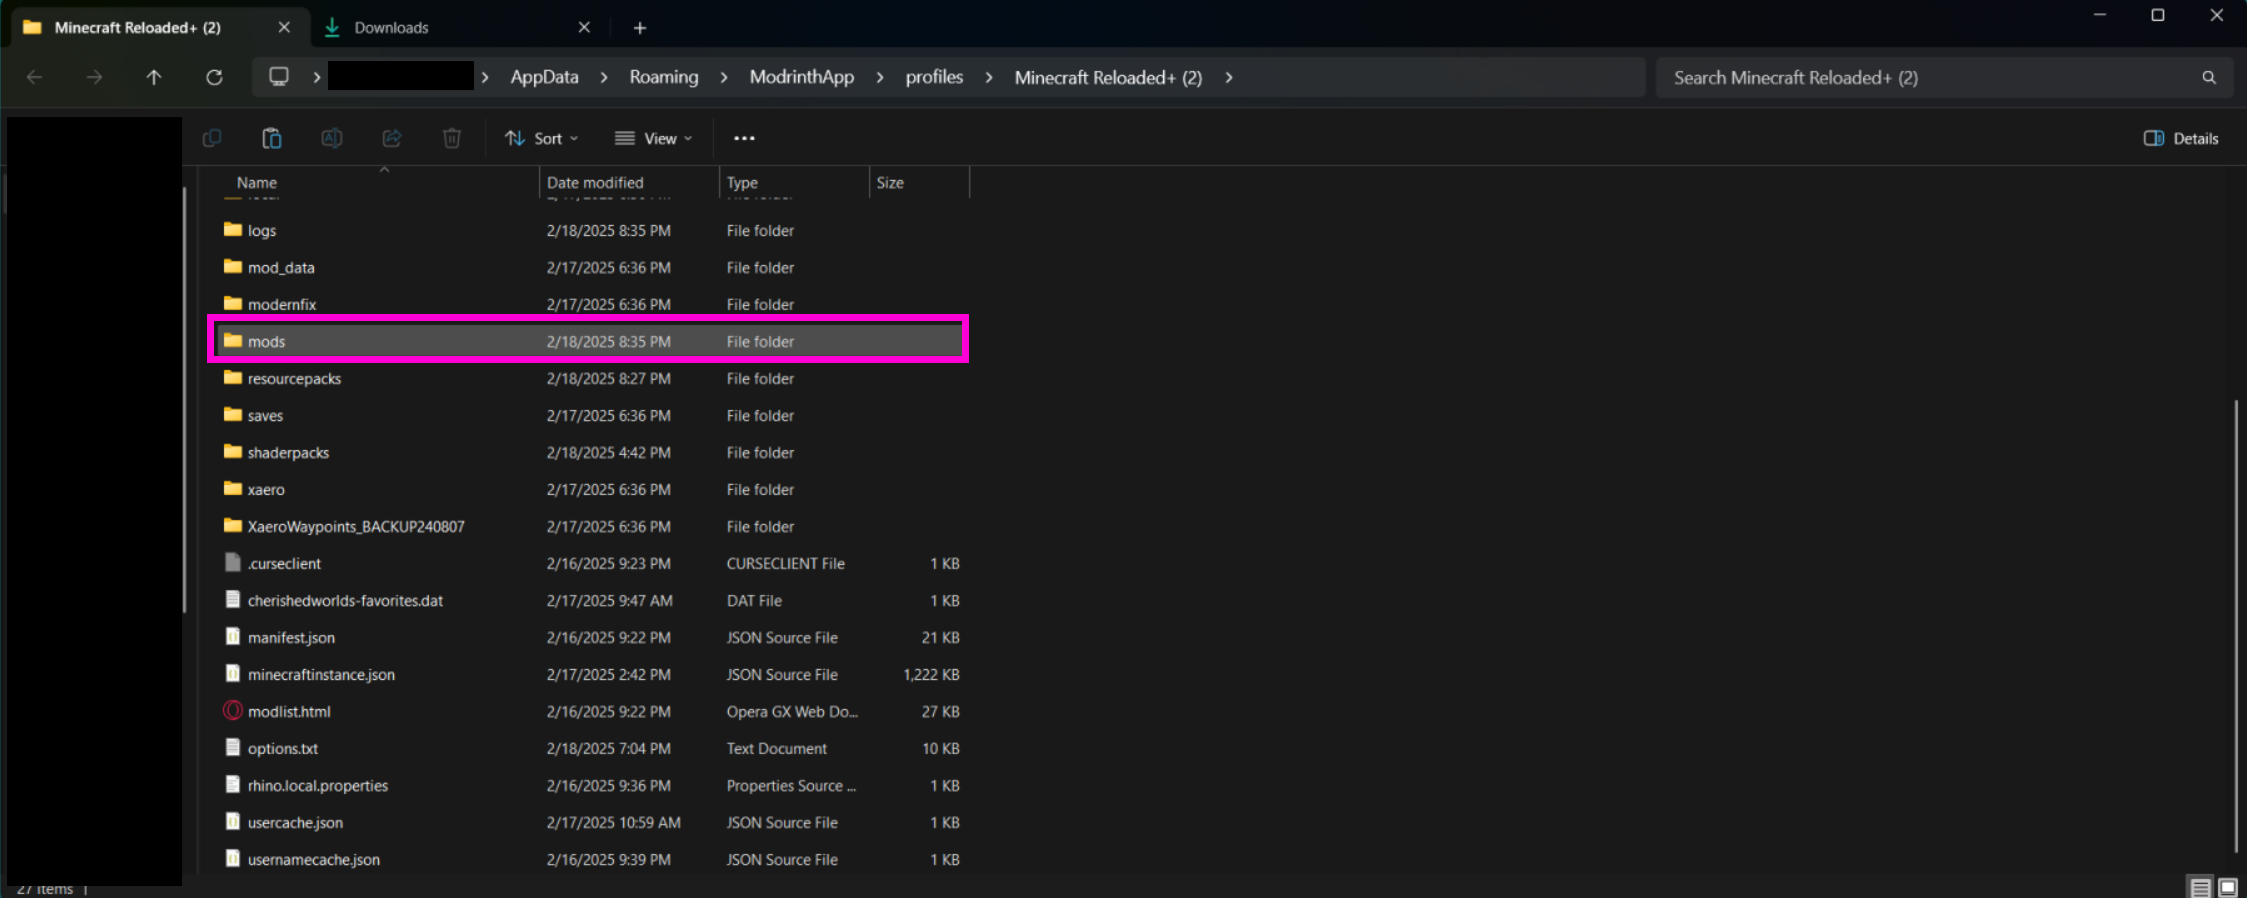 Minecraft Reloaded+ (2)
Downloads
AppData > Roaming > ModrinthApp > profiles > Minecraft Reloaded+ (2) >
Search Minecraft Reloaded+ (2)
Sort
View
Details
Name Date modified Type Size
logs 2/18/2025 8:35 PM File folder
mod_data 2/17/2025 6:36 PM File folder
modernfix 2/17/2025 6:36 PM File folder
mods 2/18/2025 8:35 PM File folder
resourcepacks 2/18/2025 8:27 PM File folder
saves 2/17/2025 6:36 PM File folder
shaderpacks 2/18/2025 4:42 PM File folder
xaero 2/17/2025 6:36 PM File folder
XaeroWaypoints_BACKUP240807 2/17/2025 6:36 PM File folder
.curseclient 2/16/2025 9:23 PM CURSECLIENT File 1 KB
cherishedworlds-favorites.dat 2/17/2025 9:47 AM DAT File 1 KB
manifest.json 2/16/2025 9:22 PM JSON Source File 21 KB
minecraftinstance.json 2/17/2025 2:42 PM JSON Source File 1,222 KB
modlist.html 2/16/2025 9:22 PM Opera GX Web Do... 27 KB
options.txt 2/18/2025 7:04 PM Text Document 10 KB
rhino.local.properties 2/16/2025 9:36 PM Properties Source ... 1 KB
usercache.json 2/17/2025 10:59 AM JSON Source File 1 KB
usernamecache.json 2/16/2025 9:39 PM JSON Source File 1 KB
27 items